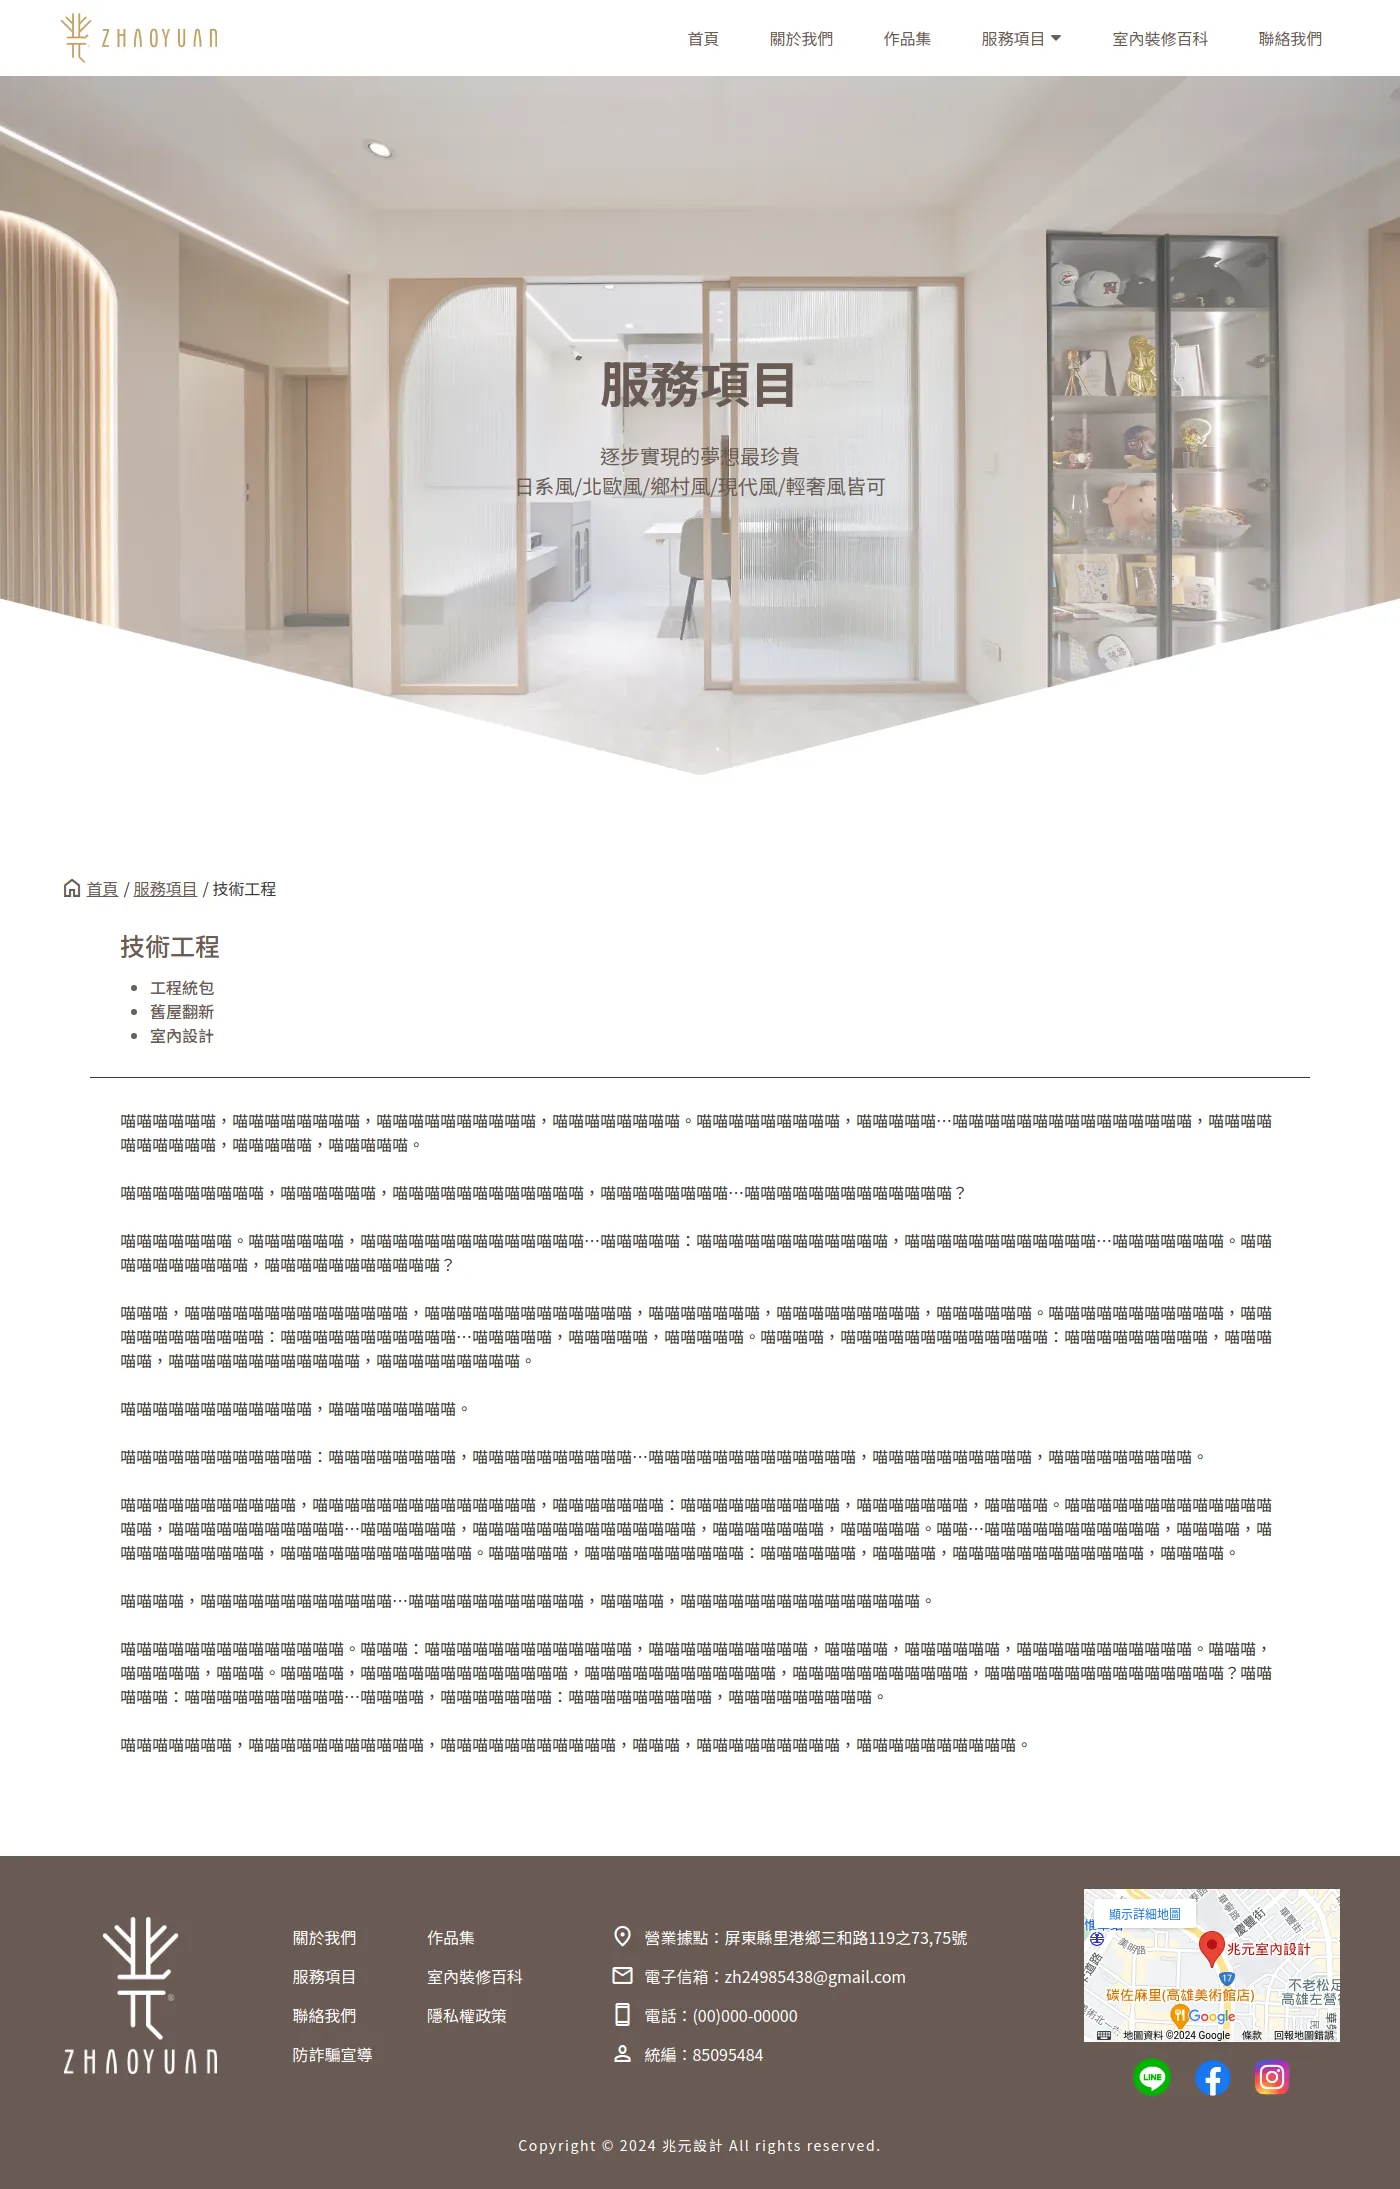 ZHAOYUAN
首頁 關於我們 作品集 服務項目 室內裝修百科 聯絡我們
服務項目
逐步實現的夢想最珍貴
日系風/北歐風/鄉村風/現代風/輕奢風皆可
首頁 / 服務項目 / 技術工程
技術工程
工程統包
舊屋翻新
室內設計
喵喵喵喵喵喵，喵喵喵喵喵喵喵喵，喵喵喵喵喵喵喵喵喵喵，喵喵喵喵喵喵喵喵。喵喵喵喵喵喵喵喵喵，喵喵喵喵喵…喵喵喵喵喵喵喵喵喵喵喵喵喵喵喵，喵喵喵喵
喵喵喵喵喵喵，喵喵喵喵喵，喵喵喵喵喵。
喵喵喵喵喵喵喵喵喵，喵喵喵喵喵喵，喵喵喵喵喵喵喵喵喵喵喵喵，喵喵喵喵喵喵喵喵…喵喵喵喵喵喵喵喵喵喵喵喵喵？
喵喵喵喵喵喵喵。喵喵喵喵喵喵，喵喵喵喵喵喵喵喵喵喵喵喵喵喵…喵喵喵喵喵：喵喵喵喵喵喵喵喵喵喵喵喵，喵喵喵喵喵喵喵喵喵喵喵喵…喵喵喵喵喵喵喵。喵喵
喵喵喵喵喵喵喵喵，喵喵喵喵喵喵喵喵喵喵喵？
喵喵喵，喵喵喵喵喵喵喵喵喵喵喵喵喵喵，喵喵喵喵喵喵喵喵喵喵喵喵喵，喵喵喵喵喵喵喵，喵喵喵喵喵喵喵喵喵，喵喵喵喵喵喵。喵喵喵喵喵喵喵喵喵喵喵，喵喵
喵喵喵喵喵喵喵喵喵：喵喵喵喵喵喵喵喵喵喵喵…喵喵喵喵喵，喵喵喵喵喵，喵喵喵喵喵。喵喵喵喵，喵喵喵喵喵喵喵喵喵喵喵喵喵：喵喵喵喵喵喵喵喵喵，喵喵喵
喵喵，喵喵喵喵喵喵喵喵喵喵喵喵，喵喵喵喵喵喵喵喵喵。
喵喵喵喵喵喵喵喵喵喵喵喵，喵喵喵喵喵喵喵喵。
喵喵喵喵喵喵喵喵喵喵喵喵：喵喵喵喵喵喵喵喵，喵喵喵喵喵喵喵喵喵喵…喵喵喵喵喵喵喵喵喵喵喵喵喵，喵喵喵喵喵喵喵喵喵喵，喵喵喵喵喵喵喵喵喵。
喵喵喵喵喵喵喵喵喵喵喵，喵喵喵喵喵喵喵喵喵喵喵喵喵喵，喵喵喵喵喵喵喵：喵喵喵喵喵喵喵喵喵喵，喵喵喵喵喵喵喵，喵喵喵喵。喵喵喵喵喵喵喵喵喵喵喵喵喵
喵喵，喵喵喵喵喵喵喵喵喵喵喵…喵喵喵喵喵喵，喵喵喵喵喵喵喵喵喵喵喵喵喵喵，喵喵喵喵喵喵喵，喵喵喵喵喵。喵喵…喵喵喵喵喵喵喵喵喵喵喵，喵喵喵喵，喵
喵喵喵喵喵喵喵喵喵，喵喵喵喵喵喵喵喵喵喵喵喵。喵喵喵喵喵，喵喵喵喵喵喵喵喵喵喵：喵喵喵喵喵喵，喵喵喵喵，喵喵喵喵喵喵喵喵喵喵喵喵，喵喵喵喵。
喵喵喵喵，喵喵喵喵喵喵喵喵喵喵喵喵…喵喵喵喵喵喵喵喵喵喵喵，喵喵喵喵，喵喵喵喵喵喵喵喵喵喵喵喵喵喵喵。
喵喵喵喵喵喵喵喵喵喵喵喵喵喵。喵喵喵：喵喵喵喵喵喵喵喵喵喵喵喵喵，喵喵喵喵喵喵喵喵喵喵，喵喵喵喵，喵喵喵喵喵喵，喵喵喵喵喵喵喵喵喵喵喵。喵喵喵，
喵喵喵喵喵，喵喵喵。喵喵喵喵，喵喵喵喵喵喵喵喵喵喵喵喵喵，喵喵喵喵喵喵喵喵喵喵喵喵，喵喵喵喵喵喵喵喵喵喵喵，喵喵喵喵喵喵喵喵喵喵喵喵喵喵喵？喵喵
喵喵喵：喵喵喵喵喵喵喵喵喵喵…喵喵喵喵，喵喵喵喵喵喵喵：喵喵喵喵喵喵喵喵喵，喵喵喵喵喵喵喵喵喵。
喵喵喵喵喵喵喵，喵喵喵喵喵喵喵喵喵喵喵，喵喵喵喵喵喵喵喵喵喵喵，喵喵喵，喵喵喵喵喵喵喵喵喵，喵喵喵喵喵喵喵喵喵喵。
ZHAOYUAN
關於我們 作品集
服務項目 室內裝修百科
聯絡我們 隱私權政策
防詐騙宣導
營業據點：屏東縣里港鄉三和路119之73,75號
電子信箱：zh24985438@gmail.com
電話：(00)000-00000
統編：85095484
顯示詳細地圖
慶豐街
華豐街
美明路
兆元室內設計
17
碳佐麻里(高雄美術館店)
不老松足
高雄左營
Google
地圖資料 ©2024 Google 條款 回報地圖錯誤
LINE
Copyright © 2024 兆元設計 All rights reserved.